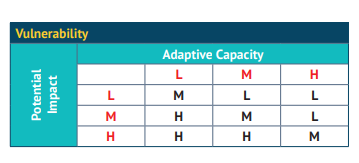 Vulnerability
Adaptive Capacity
Potential
Impact
L M H
L M L L
M H M L
H H H M